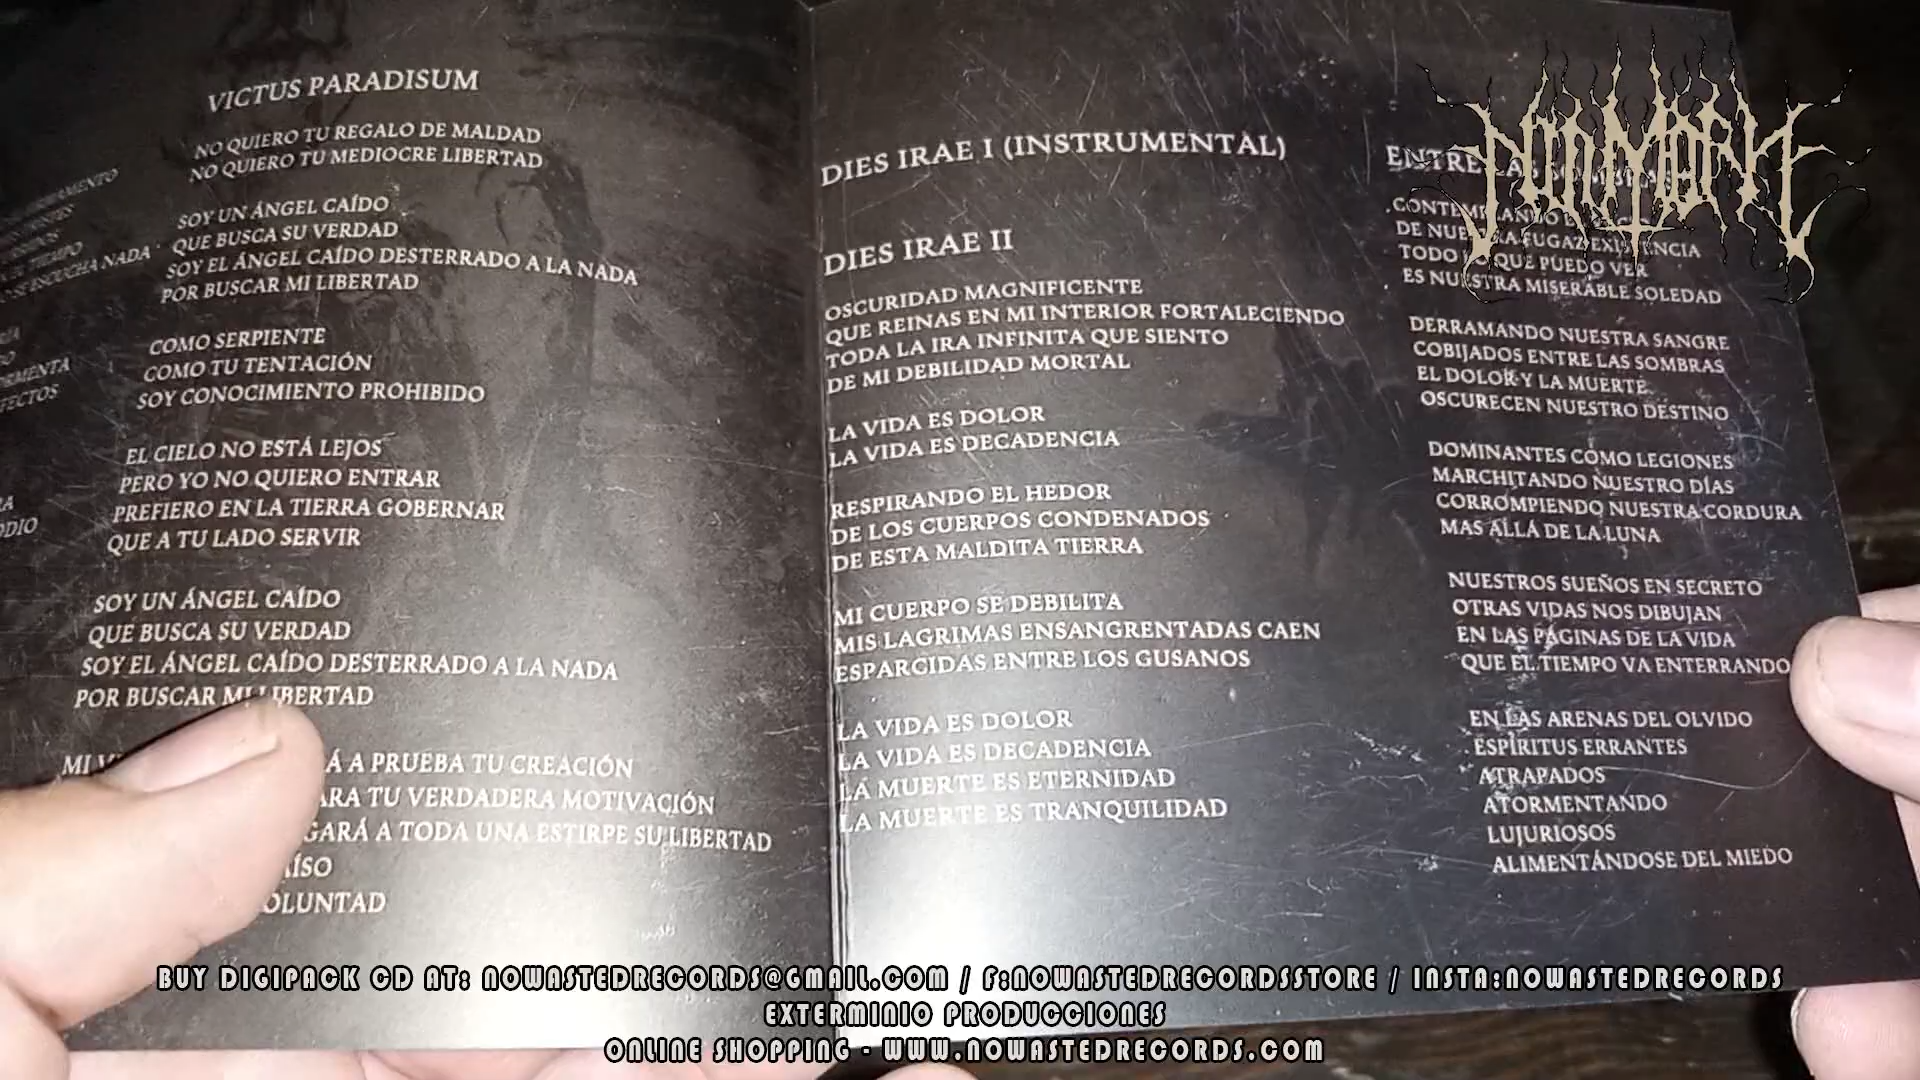 NADA
SE ESCUCHA NADA
VICTUS PARADISUM
NO QUIERO TU REGALO DE MALDAD
NO QUIERO TU MEDIOCRE LIBERTAD
SOY UN ÁNGEL CAÍDO
QUE BUSCA SU VERDAD
SOY EL ÁNGEL CAÍDO DESTERRADO A LA NADA
POR BUSCAR MI LIBERTAD
COMO SERPIENTE
COMO TU TENTACIÓN
SOY CONOCIMIENTO PROHIBIDO
EL CIELO NO ESTÁ LEJOS
PERO YO NO QUIERO ENTRAR
PREFIERO EN LA TIERRA GOBERNAR
QUE A TU LADO SERVIR
SOY UN ÁNGEL CAÍDO
QUE BUSCA SU VERDAD
SOY EL ÁNGEL CAÍDO DESTERRADO A LA NADA
POR BUSCAR MI LIBERTAD
MI
A PRUEBA TU CREACIÓN
TU VERDADERA MOTIVACIÓN
A TODA UNA ESTIRPE SU LIBERTAD
DIES IRAE I (INSTRUMENTAL)
DIES IRAE II
OSCURIDAD MAGNIFICENTE
QUE REINAS EN MI INTERIOR FORTALECIENDO
TODA LA IRA INFINITA QUE SIENTO
DE MI DEBILIDAD MORTAL
LA VIDA ES DOLOR
LA VIDA ES DECADENCIA
RESPIRANDO EL HEDOR
DE LOS CUERPOS CONDENADOS
DE ESTA MALDITA TIERRA
MI CUERPO SE DEBILITA
MIS LAGRIMAS ENSANGRENTADAS CAEN
ESPARCIDAS ENTRE LOS GUSANOS
LA VIDA ES DOLOR
LA VIDA ES DECADENCIA
LA MUERTE ES ETERNIDAD
LA MUERTE ES TRANQUILIDAD
ENTRE LAS SOMBRAS
CONTEMPLANDO
DE NUESTRA FUGAZ EXISTENCIA
TODO LO QUE PUEDO VER
ES NUESTRA MISERABLE SOLEDAD
DERRAMANDO NUESTRA SANGRE
COBIJADOS ENTRE LAS SOMBRAS
EL DOLOR Y LA MUERTE
OSCURECEN NUESTRO DESTINO
DOMINANTES COMO LEGIONES
MARCHITANDO NUESTRO DÍAS
CORROMPIENDO NUESTRA CORDURA
MAS ALLÁ DE LA LUNA
NUESTROS SUEÑOS EN SECRETO
OTRAS VIDAS NOS DIBUJAN
EN LAS PÁGINAS DE LA VIDA
QUE EL TIEMPO VA ENTERRANDO
EN LAS ARENAS DEL OLVIDO
ESPÍRITUS ERRANTES
ATRAPADOS
ATORMENTANDO
LUJURIOSOS
ALIMENTÁNDOSE DEL MIEDO
BUY DIGIPACK CD AT: NOWASTEDRECORDS@GMAIL.COM / F:NOWASTEDRECORDSSTORE / INSTA:NOWASTEDRECORDS
EXTERMINIO PRODUCCIONES
ONLINE SHOPPING - WWW.NOWASTEDRECORDS.COM